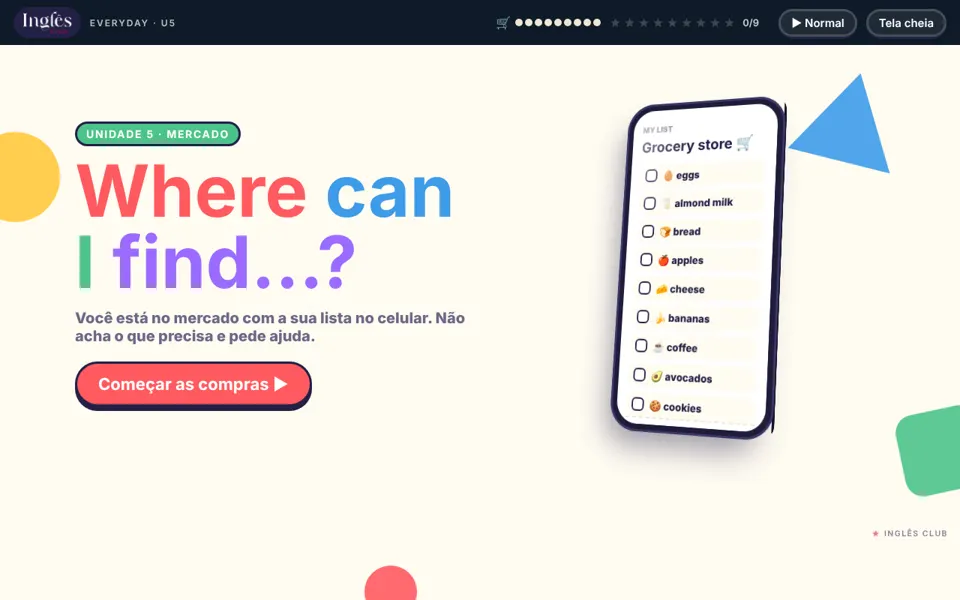 Inglês
EVERYDAY · U5
0/9
▶ Normal
Tela cheia
UNIDADE 5 · MERCADO
Where can
I find...?
Você está no mercado com a sua lista no celular. Não
acha o que precisa e pede ajuda.
Começar as compras ▶
MY LIST
Grocery store
eggs
almond milk
bread
apples
cheese
bananas
coffee
avocados
cookies
★ INGLÊS CLUB